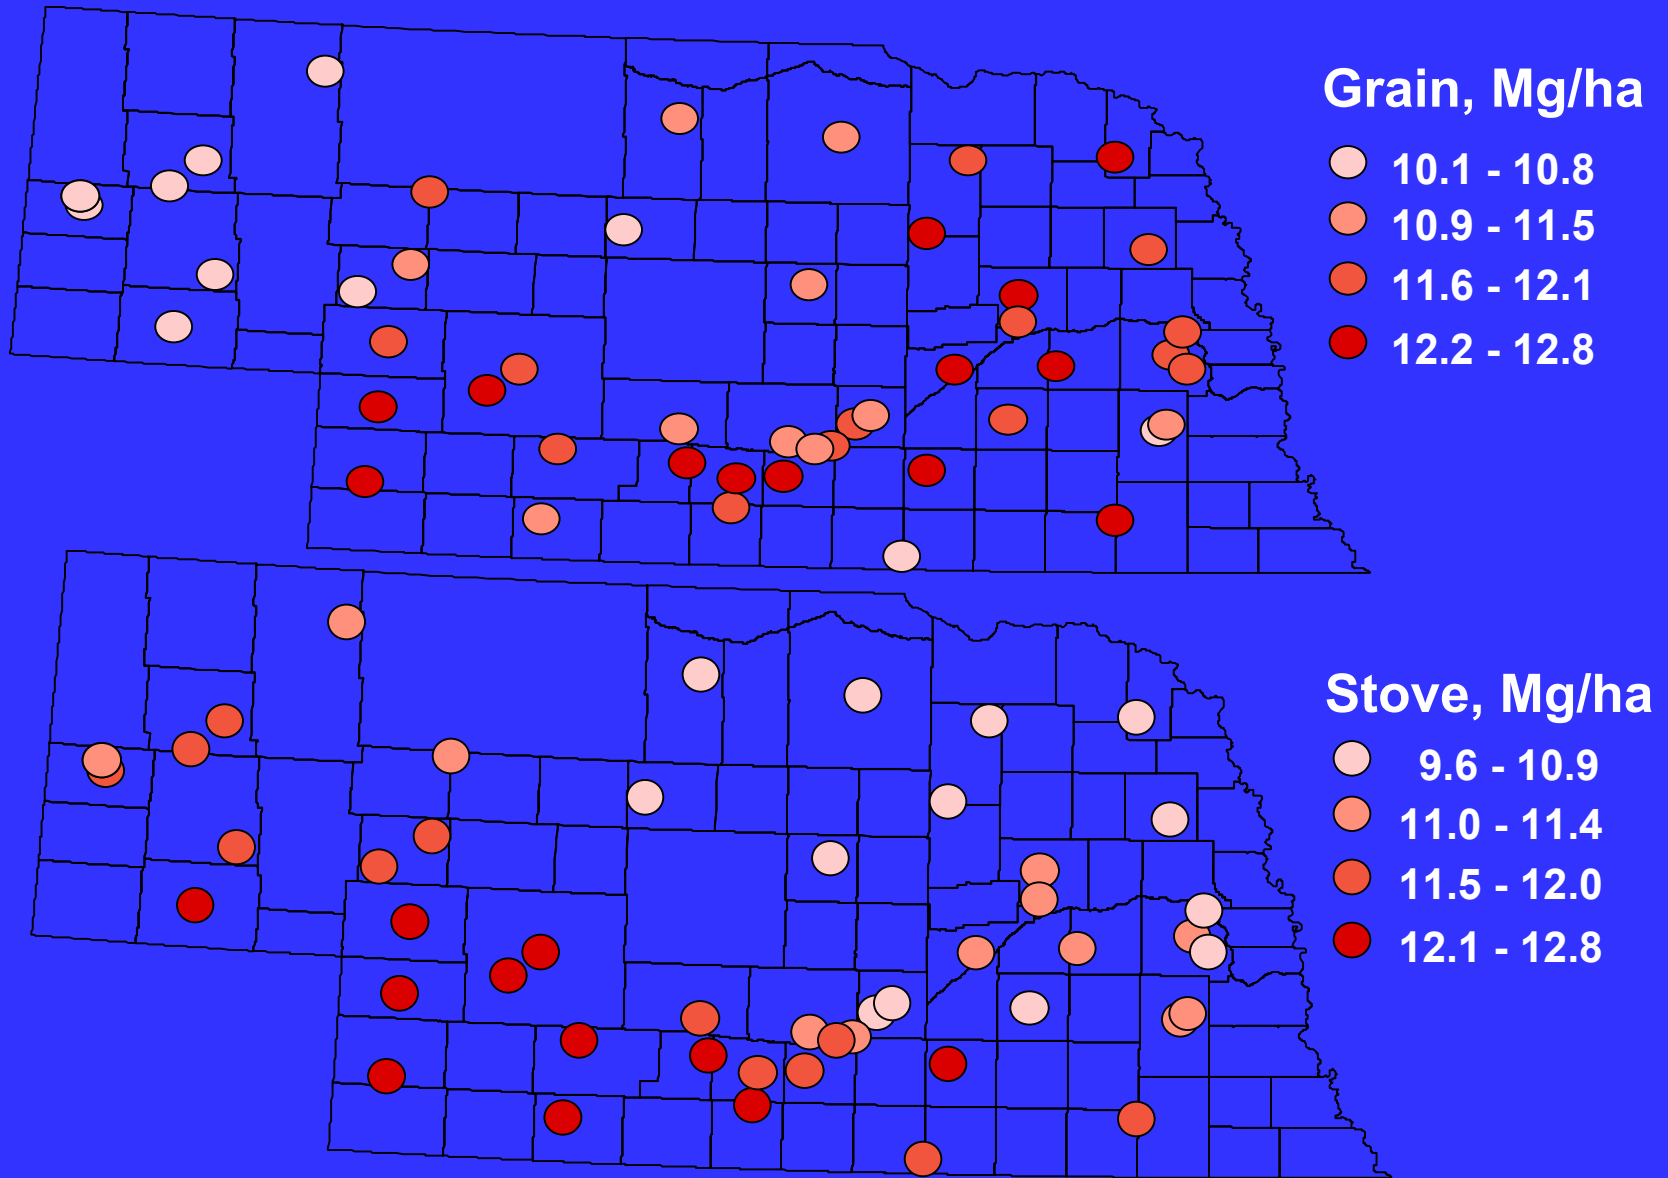 Grain, Mg/ha
10.1 - 10.8
10.9 - 11.5
11.6 - 12.1
12.2 - 12.8
Stove, Mg/ha
9.6 - 10.9
11.0 - 11.4
11.5 - 12.0
12.1 - 12.8